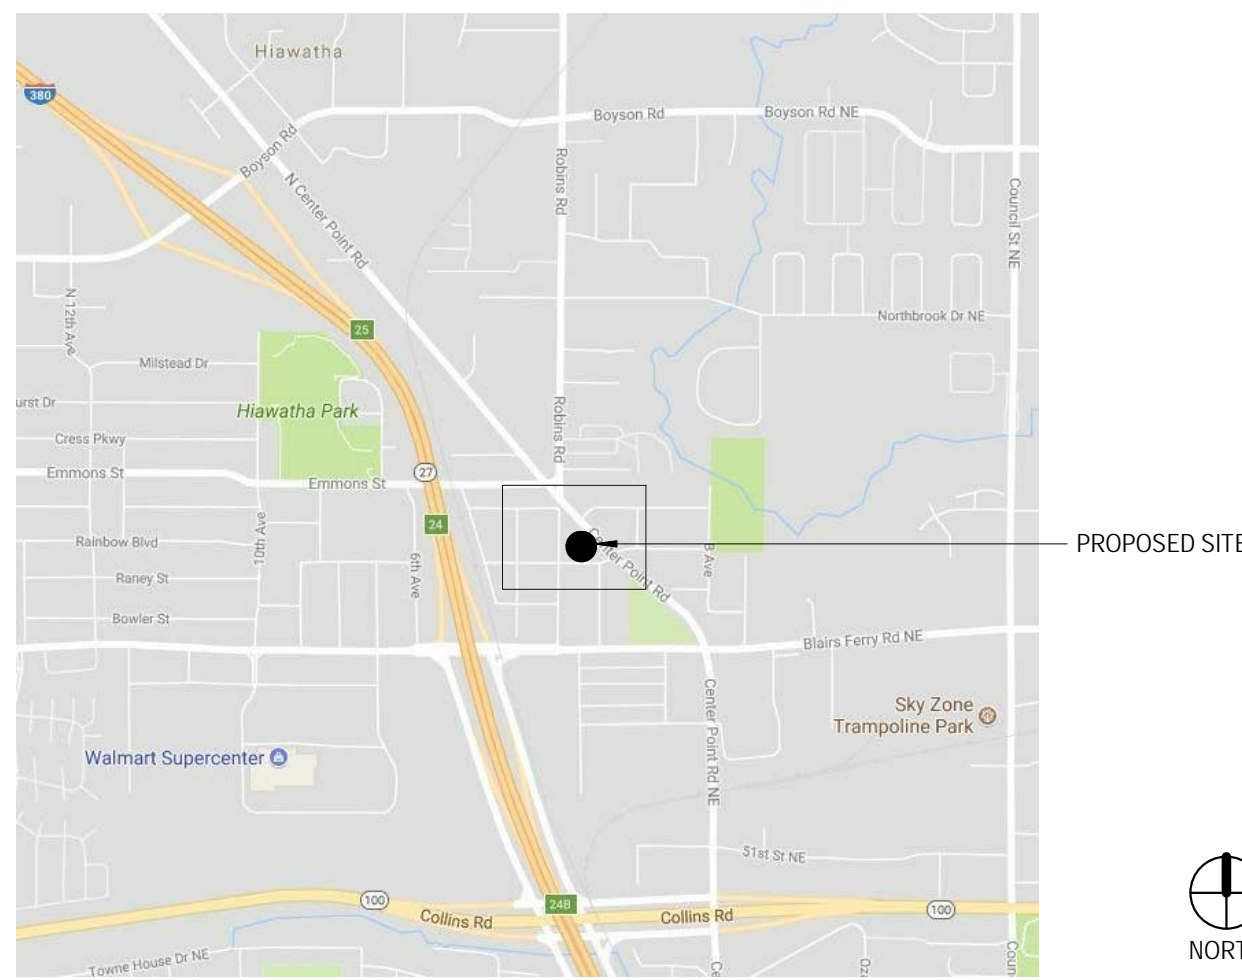 Hiawatha
380
Boyson Rd
Boyson Rd NE
Boyson Rd
Robins Rd
N Center Point Rd
Council St NE
N 12th Ave
25
Northbrook Dr NE
Milstead Dr
urst Dr
Hiawatha Park
Robins Rd
Cress Pkwy
Emmons St
27
Emmons St
24
10th Ave
Rainbow Blvd
6th Ave
Center Point Rd
B Ave
PROPOSED SITE
Raney St
Bowler St
Blairs Ferry Rd NE
Center Point Rd NE
Sky Zone
Trampoline Park
Walmart Supercenter
51st St NE
100
24B
Collins Rd
Collins Rd
100
Towne House Dr NE
Ce
Oza
Coun
NORT